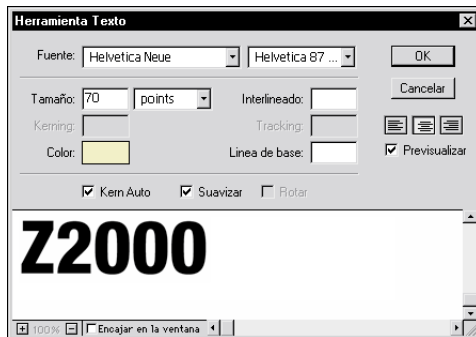 Herramienta Texto
Fuente: Helvetica Neue Helvetica 87 ... OK
Tamaño: 70 points Interlineado: Cancelar
Kerning: Tracking:
Color: Linea de base: Previsualizar
Kern Auto Suavizar Rotar
Z2000
100% Encajar en la ventana